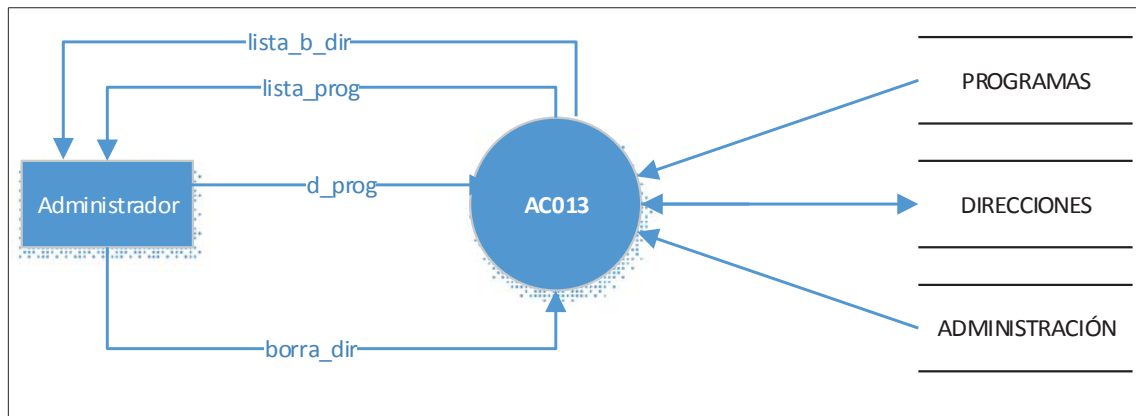 lista_b_dir
lista_prog
PROGRAMAS
d_prog
Administrador
AC013
DIRECCIONES
borra_dir
ADMINISTRACIÓN